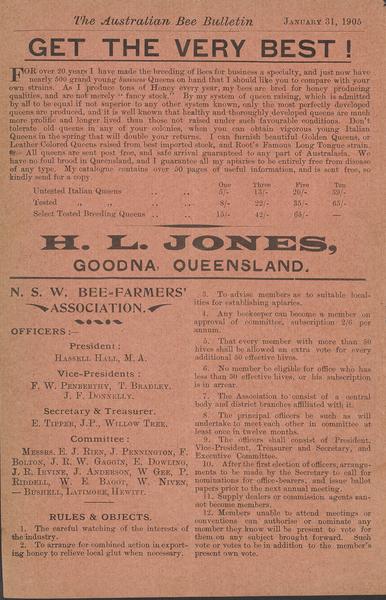 The Australian Bee Bulletin January 31, 1905
GET THE VERY BEST !
FOR over 20 years I have made the breeding of Bees for business a specialty, and just now have
nearly 500 grand young business Queens on hand that I should like you to compare with your
own strains. As I produce tons of Honey every year, my bees are bred for honey producing
qualities, and are not merely "fancy stock." By my system of queen raising, which is admitted
by all to be equal if not superior to any other system known, only the most perfectly developed
queens are produced, and it is well known that healthy and thoroughly developed queens are much
more prolific and longer lived than those not raised under such favorable conditions. Don't
tolerate old queens in any of your colonies, when you can obtain vigorous young Italian
Queens in the spring that will double your returns. I can furnish beautiful Golden Queens, or
Leather Colored Queens raised from best imported stock, and Root's Famous Long Tongue strain.
All queens are sent post free, and safe arrival guaranteed to any part of Australasia. We
have no foul brood in Queensland, and I guarantee all my apiaries to be entirely free from disease
of any type. My catalogue contains over 50 pages of useful information, and is sent free, so
kindly send for a copy.
One Three Five Ten
Untested Italian Queens .. .. 5/- 13/- 20/-
Tested ,, ,, .. .. 8/- 22/- 35/- 65/-
Select Tested Breeding Queens .. .. 15/- 42/- 65/- —
H. L. JONES,
GOODNA, QUEENSLAND.
N. S. W. BEE-FARMERS'
ASSOCIATION.
OFFICERS :—
President :
Hassell Hall, M. A.
Vice-Presidents :
F. W. Penberthy, T. Bradley,
J. F. Donnelly.
Secretary & Treasurer.
E. Tipper, J.P., Willow Tree.
Committee :
Messrs. E. J. Rien, J. Pennington, F.
Bolton, J. R. W. Gagoin, E. Dowling,
J. R. Irvine, J. Anderson, W Gee, P.
Riddell, W. E. Bagot, W. Niven,
— Bushell, Latimore, Hewitt.
RULES & OBJECTS.
1. The careful watching of the interests of
the industry.
2. To arrange for combined action in export-
ing honey to relieve local glut when necessary.
3. To advise members as to suitable local-
ities for establishing apiaries.
4. Any beekeeper can become a member on
approval of committee, subscription 2/6 per
annum.
5. That every member with more than 50
hives shall be allowed an extra vote for every
additional 50 effective hives.
6. No member be eligible for office who has
less than 50 effective hives, or his subscription
is in arrear.
7. The Association to consist of a central
body and district branches affiliated with it.
8. The principal officers be such as will
undertake to meet each other in committee at
least once in twelve months.
9. The officers shall consist of President,
Vice-President, Treasurer and Secretary, and
Executive Committee.
10. After the first election of officers, arrange-
ments to be made by the Secretary to call for
nominations for office-bearers, and issue ballot
papers prior to the next annual meeting.
11. Supply dealers or commission agents can-
not become members.
12. Members unable to attend meetings or
conventions can authorise or nominate any
member they know will be present to vote for
them on any subject brought forward. Such
vote or votes to be in addition to the member's
present own vote.